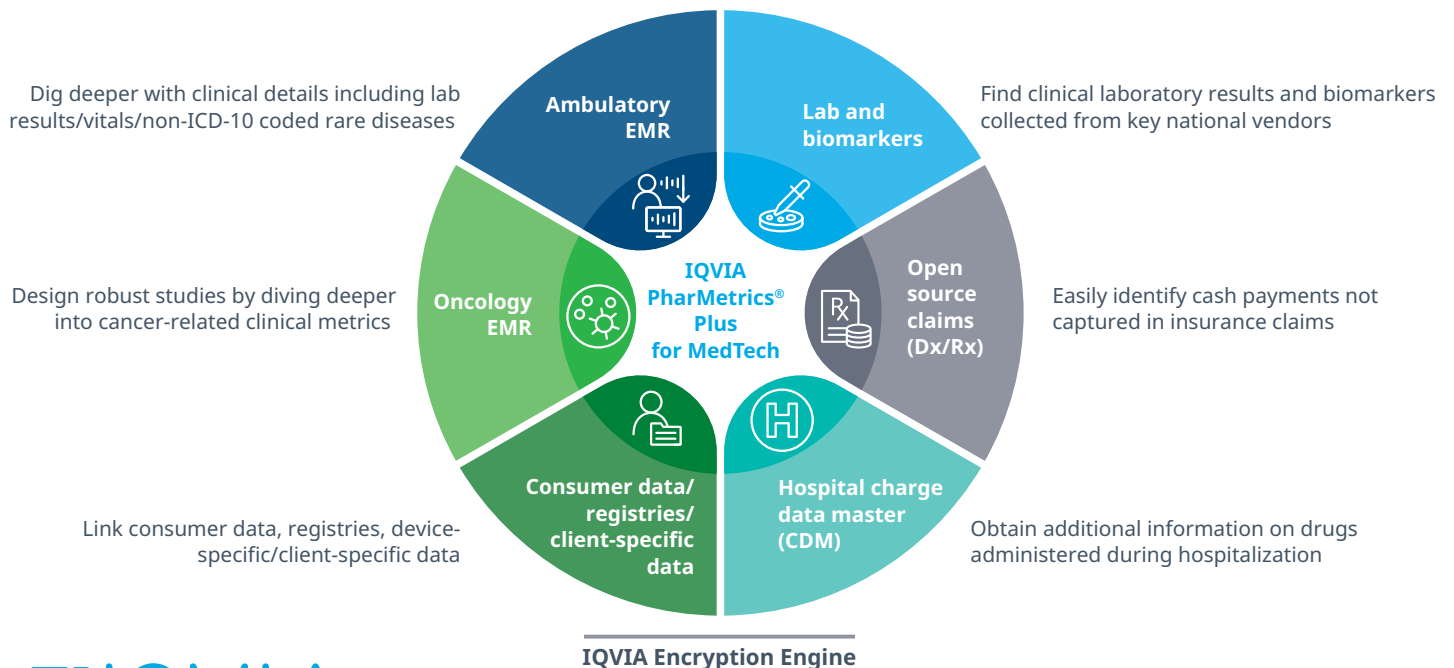 Dig deeper with clinical details including lab
results/vitals/non-ICD-10 coded rare diseases
Ambulatory
EMR
Lab and
biomarkers
Find clinical laboratory results and biomarkers
collected from key national vendors
Design robust studies by diving deeper
into cancer-related clinical metrics
Oncology
EMR
IQVIA
PharMetrics®
Plus
for MedTech
Rx
Open
source
claims
(Dx/Rx)
Easily identify cash payments not
captured in insurance claims
Link consumer data, registries, device-
specific/client-specific data
Consumer data/
registries/
client-specific
data
H
Hospital charge
data master
(CDM)
Obtain additional information on drugs
administered during hospitalization
IQVIA Encryption Engine